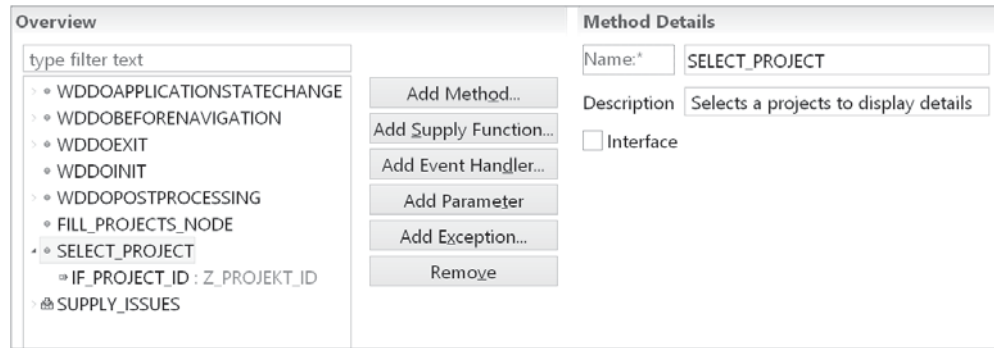 Overview
type filter text
WDDOAPPLICATIONSTATECHANGE
WDDOBEFORENAVIGATION
WDDOEXIT
WDDOINIT
WDDOPOSTPROCESSING
FILL_PROJECTS_NODE
SELECT_PROJECT
IF_PROJECT_ID : Z_PROJEKT_ID
SUPPLY_ISSUES
Add Method...
Add Supply Function...
Add Event Handler...
Add Parameter
Add Exception...
Remove
Method Details
Name:* SELECT_PROJECT
Description Selects a projects to display details
Interface